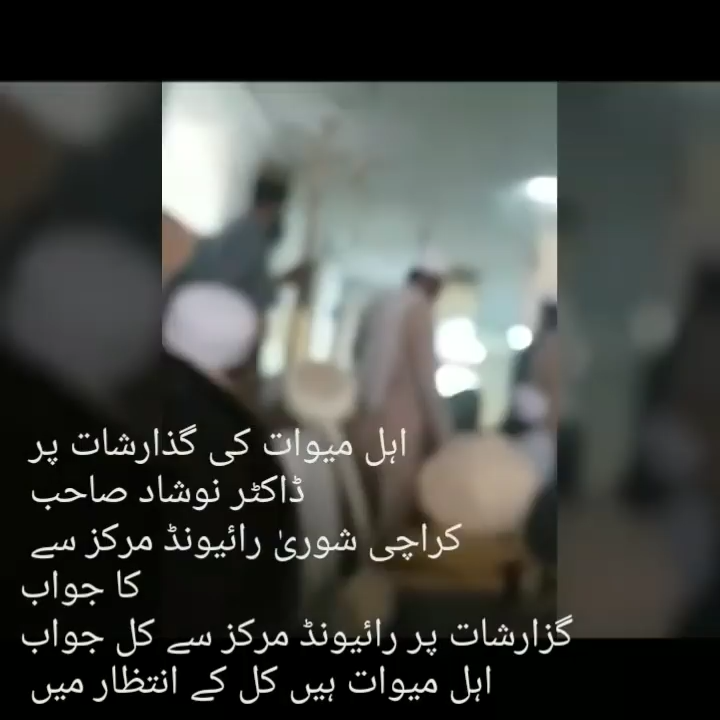 اہل میوات کی گذارشات پر
ڈاکٹر نوشاد صاحب
کراچی شوریٰ رائیونڈ مرکز سے
کا جواب
گزارشات پر رائیونڈ مرکز سے کل جواب
اہل میوات ہیں کل کے انتظار میں